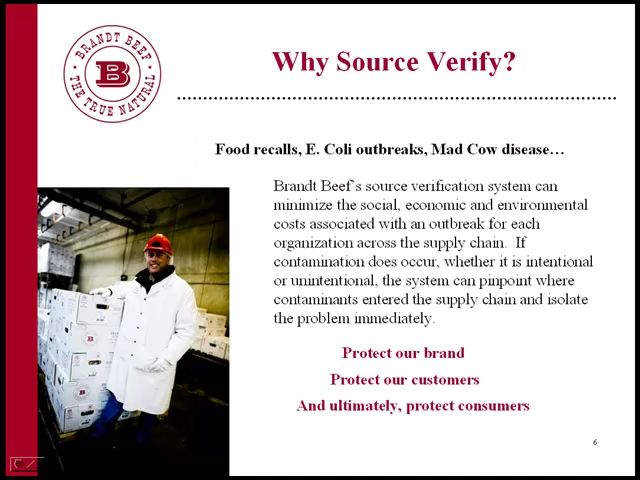 BRANDT BEEF
B
THE TRUE NATURAL
Why Source Verify?
Food recalls, E. Coli outbreaks, Mad Cow disease…
Brandt Beef’s source verification system can
minimize the social, economic and environmental
costs associated with an outbreak for each
organization across the supply chain.  If
contamination does occur, whether it is intentional
or unintentional, the system can pinpoint where
contaminants entered the supply chain and isolate
the problem immediately.
Protect our brand
Protect our customers
And ultimately, protect consumers
6